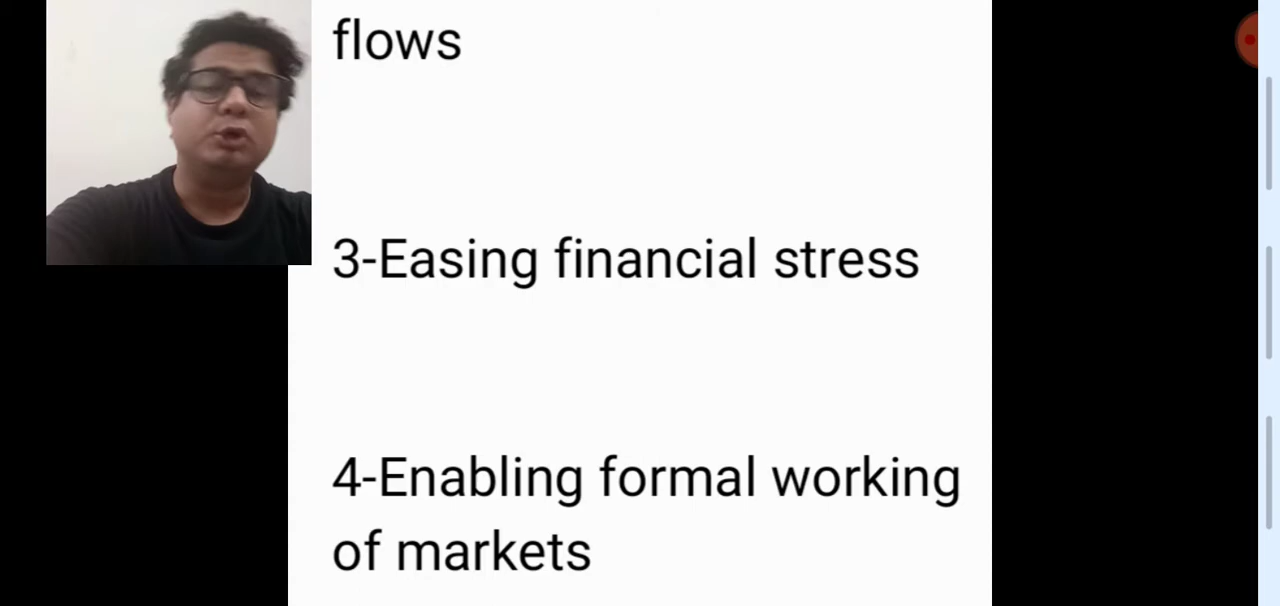 flows
3-Easing financial stress
4-Enabling formal working
of markets